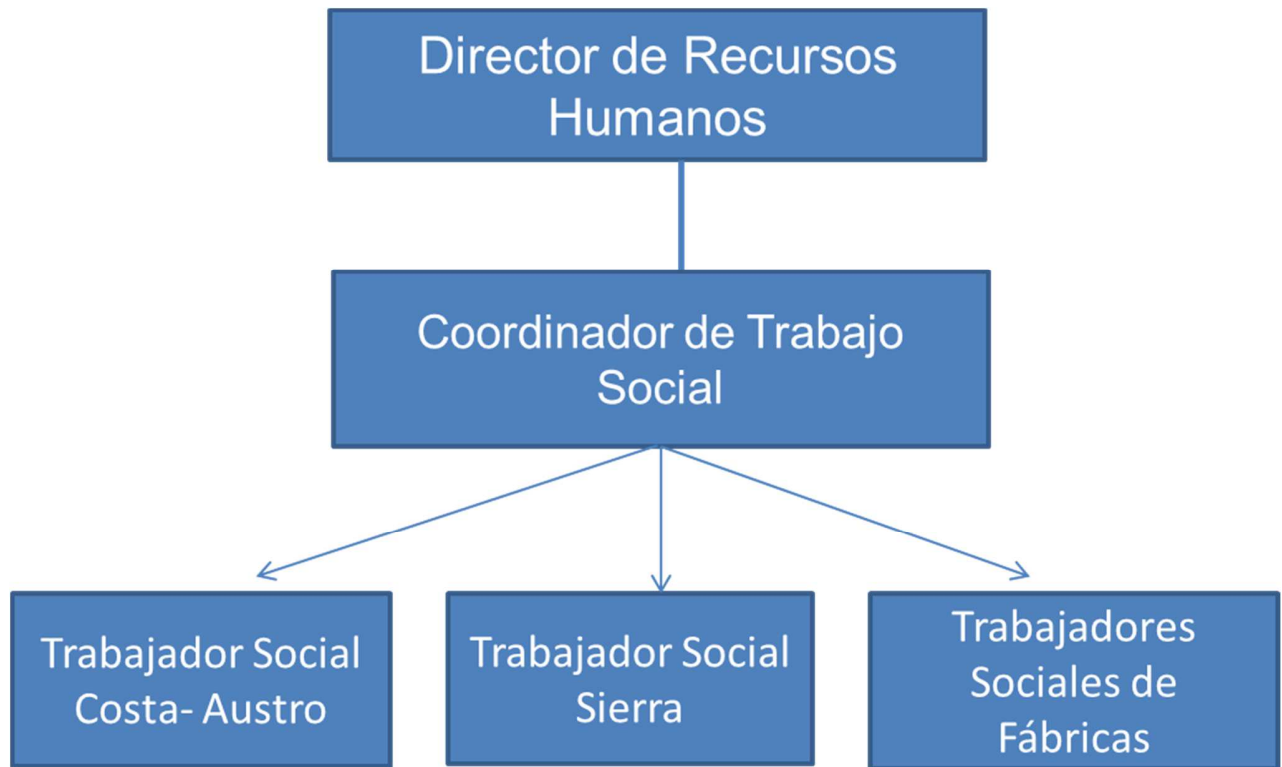 Director de Recursos
Humanos
Coordinador de Trabajo
Social
Trabajador Social
Costa- Austro
Trabajador Social
Sierra
Trabajadores
Sociales de
Fábricas